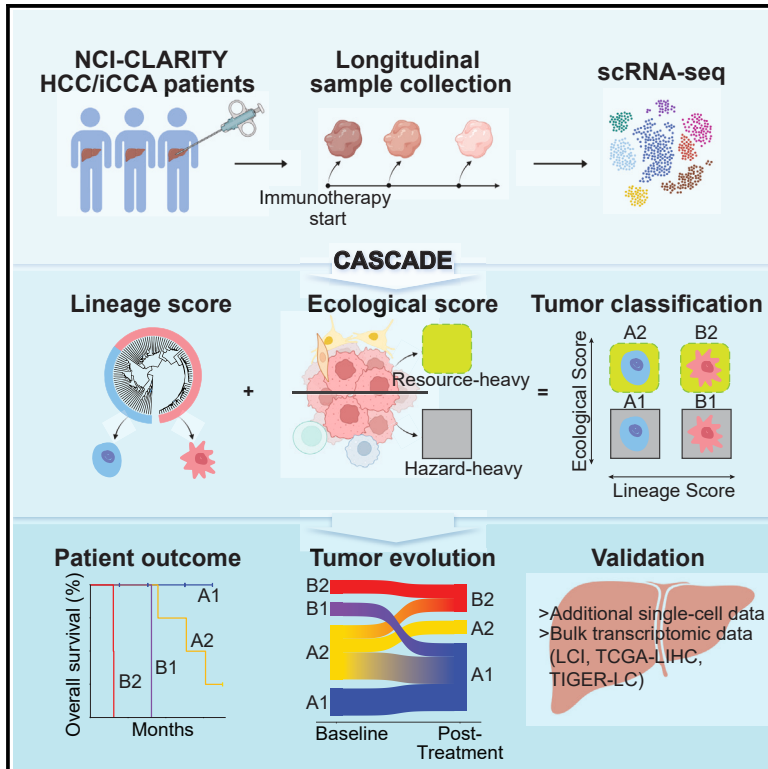 NCI-CLARITY
HCC/iCCA patients
Longitudinal
sample collection
scRNA-seq
Immunotherapy
start
CASCADE
Lineage score
Ecological score
Tumor classification
+
Resource-heavy
Hazard-heavy
=
A2
B2
A1
B1
Ecological Score
Lineage Score
Patient outcome
Overall survival (%)
A1
A2
B1
B2
Months
Tumor evolution
B2
B1
A2
A1
B2
A2
A1
Baseline
Post-
Treatment
Validation
>Additional single-cell data
>Bulk transcriptomic data
(LCI, TCGA-LIHC,
TIGER-LC)